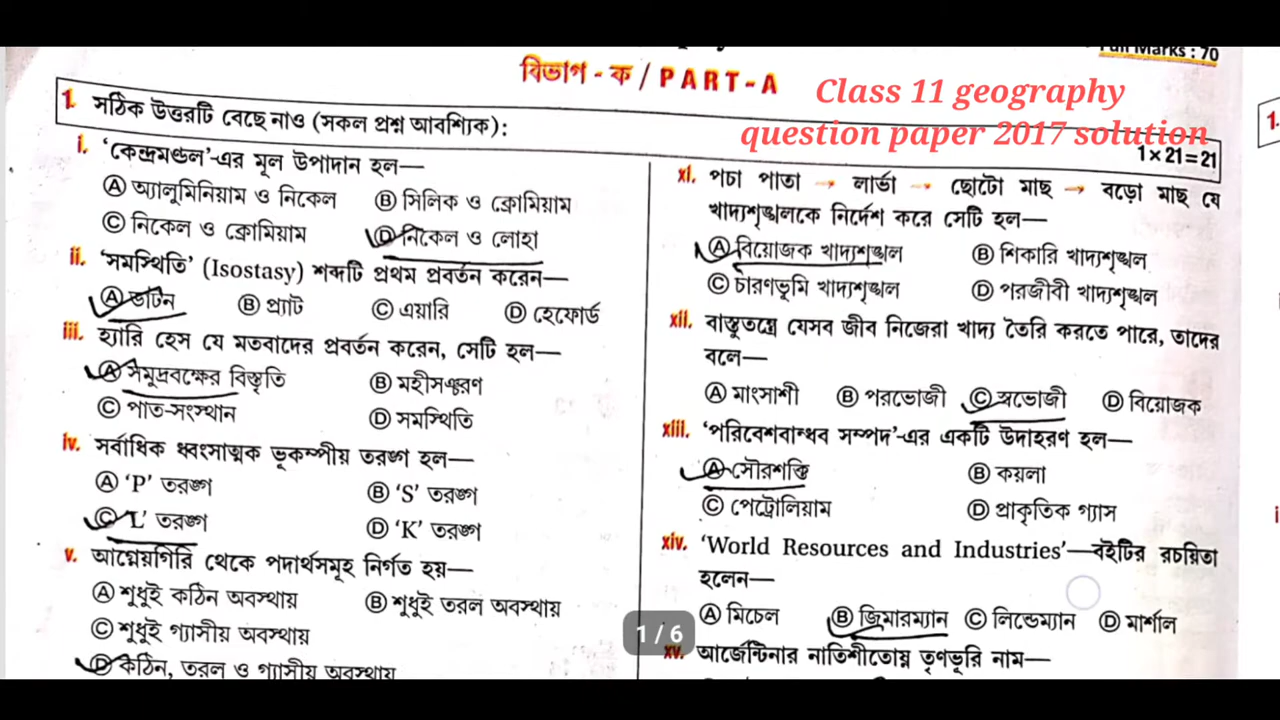 Full Marks : 70
বিভাগ - ক / PART-A
Class 11 geography
question paper 2017 solution
1. সঠিক উত্তরটি বেছে নাও (সকল প্রশ্ন আবশ্যিক):
1×21=21
i. ‘কেন্দ্রমণ্ডল’-এর মূল উপাদান হল—
Ⓐ অ্যালুমিনিয়াম ও নিকেল Ⓑ সিলিক ও ক্রোমিয়াম
Ⓒ নিকেল ও ক্রোমিয়াম Ⓓ নিকেল ও লোহা
ii. ‘সমস্থিতি’ (Isostasy) শব্দটি প্রথম প্রবর্তন করেন—
Ⓐ ডাটন Ⓑ প্র্যাট Ⓒ এয়ারি Ⓓ হেফোর্ড
iii. হ্যারি হেস যে মতবাদের প্রবর্তন করেন, সেটি হল—
Ⓐ সমুদ্রবক্ষের বিস্তৃতি Ⓑ মহীসঞ্চরণ
Ⓒ পাত-সংস্থান Ⓓ সমস্থিতি
iv. সর্বাধিক ধ্বংসাত্মক ভূকম্পীয় তরঙ্গ হল—
Ⓐ ‘P’ তরঙ্গ Ⓑ ‘S’ তরঙ্গ
Ⓒ ‘L’ তরঙ্গ Ⓓ ‘K’ তরঙ্গ
v. আগ্নেয়গিরি থেকে পদার্থসমূহ নির্গত হয়—
Ⓐ শুধুই কঠিন অবস্থায় Ⓑ শুধুই তরল অবস্থায়
Ⓒ শুধুই গ্যাসীয় অবস্থায়
Ⓓ কঠিন, তরল ও গ্যাসীয় অবস্থায়
xi. পচা পাতা → লার্ভা → ছোটো মাছ → বড়ো মাছ যে
খাদ্যশৃঙ্খলকে নির্দেশ করে সেটি হল—
Ⓐ বিয়োজক খাদ্যশৃঙ্খল Ⓑ শিকারি খাদ্যশৃঙ্খল
Ⓒ চারণভূমি খাদ্যশৃঙ্খল Ⓓ পরজীবী খাদ্যশৃঙ্খল
xii. বাস্তুতন্ত্রে যেসব জীব নিজেরা খাদ্য তৈরি করতে পারে, তাদের
বলে—
Ⓐ মাংসাশী Ⓑ পরভোজী Ⓒ স্বভোজী Ⓓ বিয়োজক
xiii. ‘পরিবেশবান্ধব সম্পদ’-এর একটি উদাহরণ হল—
Ⓐ সৌরশক্তি Ⓑ কয়লা
Ⓒ পেট্রোলিয়াম Ⓓ প্রাকৃতিক গ্যাস
xiv. ‘World Resources and Industries’—বইটির রচয়িতা
হলেন—
Ⓐ মিচেল Ⓑ জিমারম্যান Ⓒ লিন্ডেম্যান Ⓓ মার্শাল
xv. আর্জেন্টিনার নাতিশীতোষ্ণ তৃণভূরি নাম—
1 / 6
1.
i